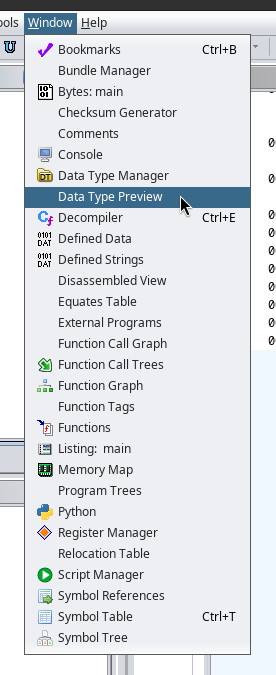 ols Window Help
U
Bookmarks Ctrl+B
Bundle Manager
Bytes: main
Checksum Generator
Comments
Console
Data Type Manager
Data Type Preview
Decompiler Ctrl+E
Defined Data
Defined Strings
Disassembled View
Equates Table
External Programs
Function Call Graph
Function Call Trees
Function Graph
Function Tags
Functions
Listing: main
Memory Map
Program Trees
Python
Register Manager
Relocation Table
Script Manager
Symbol References
Symbol Table Ctrl+T
Symbol Tree